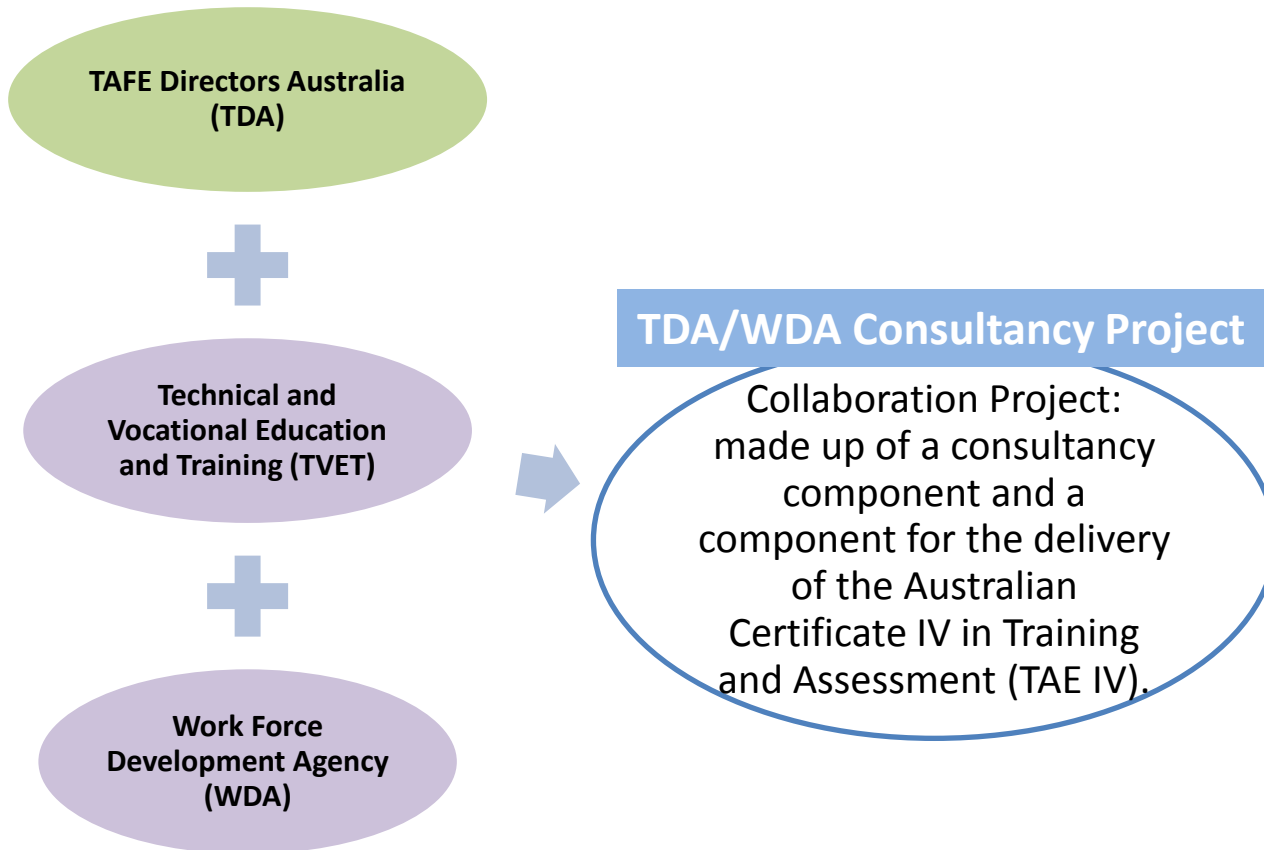 TAFE Directors Australia
(TDA)
Technical and
Vocational Education
and Training (TVET)
Work Force
Development Agency
(WDA)
TDA/WDA Consultancy Project
Collaboration Project:
made up of a consultancy
component and a
component for the delivery
of the Australian
Certificate IV in Training
and Assessment (TAE IV).